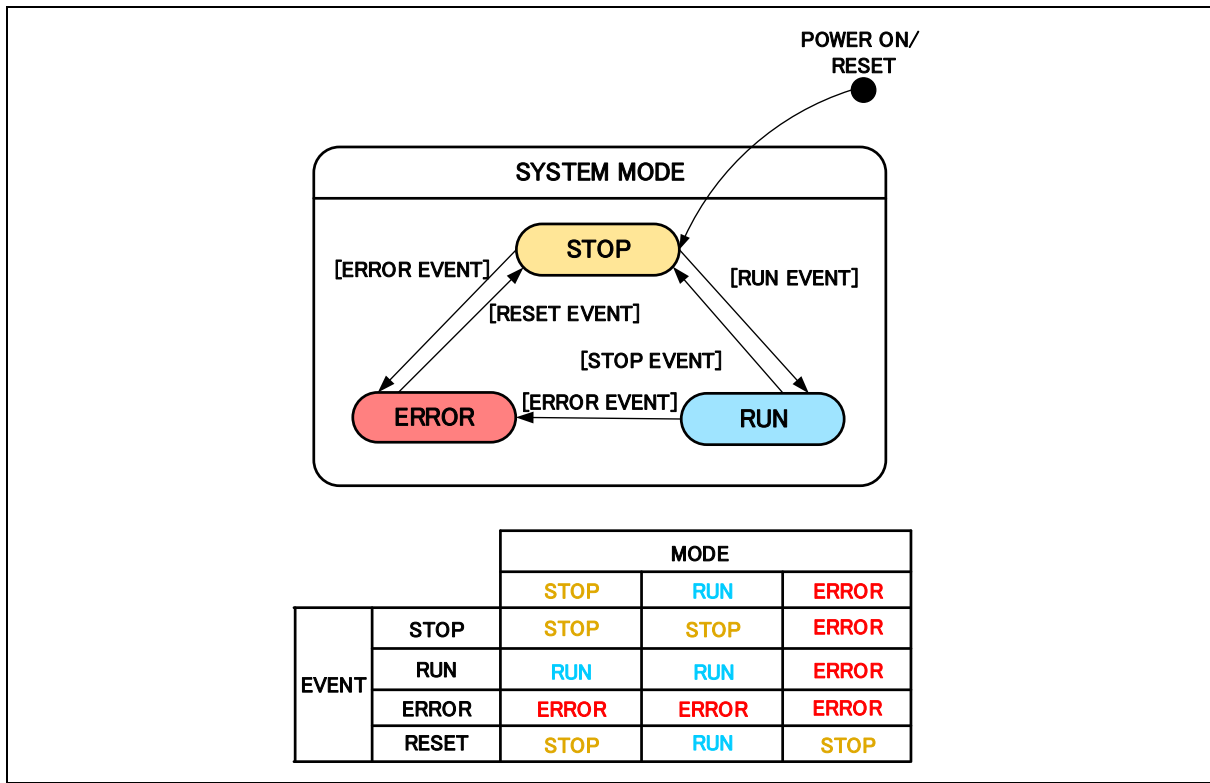 POWER ON/
RESET
SYSTEM MODE
STOP
[ERROR EVENT]
[RUN EVENT]
[RESET EVENT]
[STOP EVENT]
[ERROR EVENT]
ERROR
RUN
MODE
STOP RUN ERROR
EVENT
STOP STOP STOP ERROR
RUN RUN RUN ERROR
ERROR ERROR ERROR ERROR
RESET STOP RUN STOP